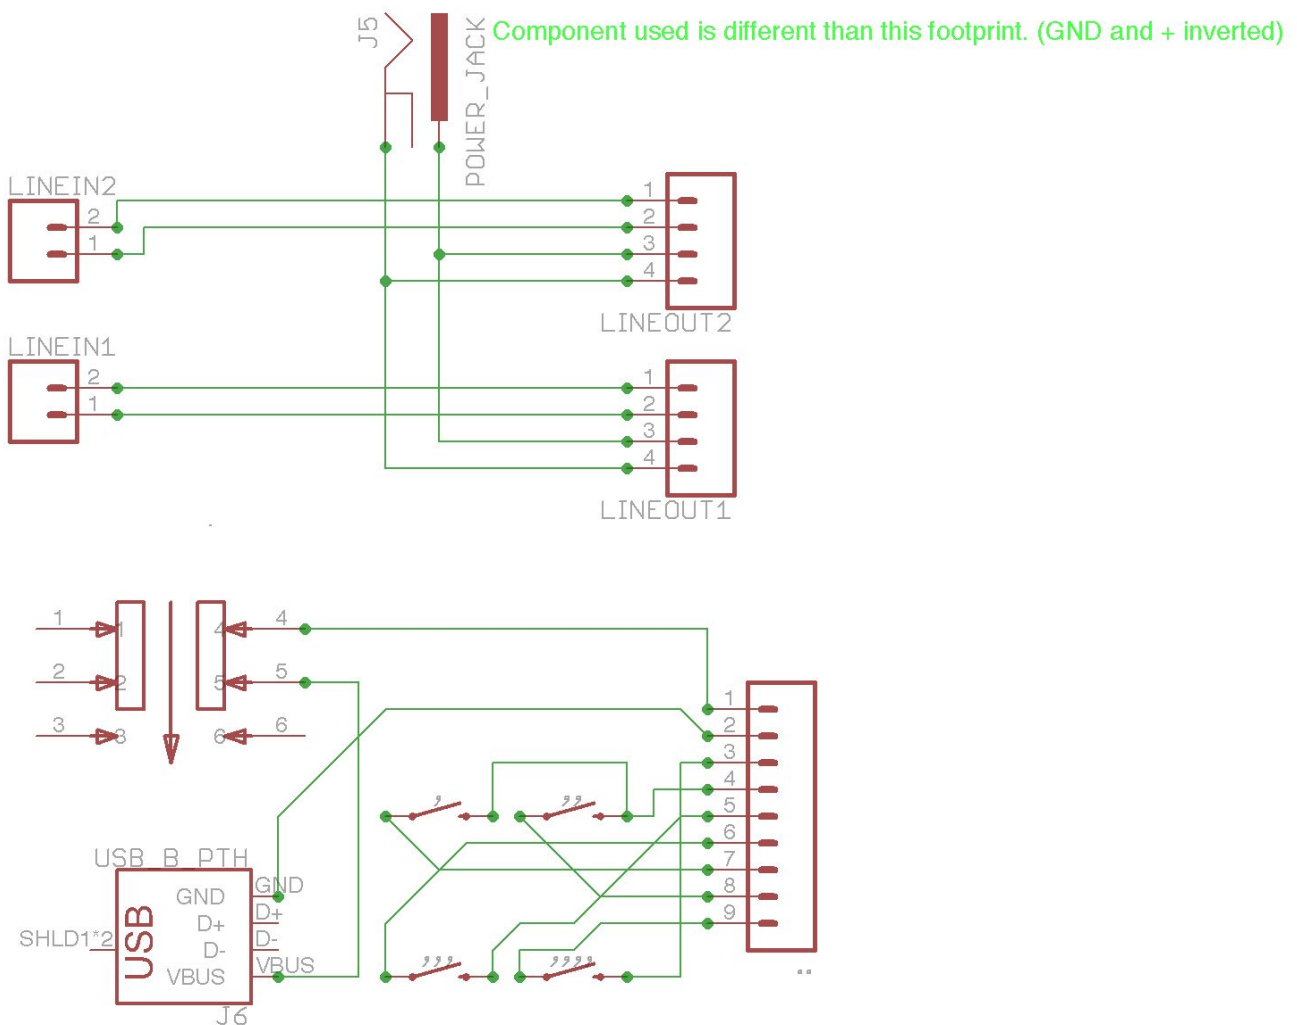 J5
POWER_JACK
Component used is different than this footprint. (GND and + inverted)
LINEIN2
2
1
1
2
3
4
LINEOUT2
LINEIN1
2
1
1
2
3
4
LINEOUT1
1
1
4
4
2
2
5
5
3
3
6
6
1
2
3
4
5
6
7
8
9
,
,,
,,,
,,,,
USB_B_PTH
USB
GND
GND
D+
D+
D-
D-
VBUS
VBUS
SHLD1*2
J6